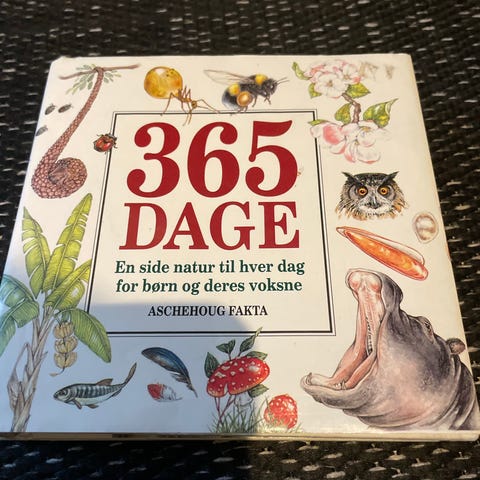 365
DAGE
En side natur til hver dag
for børn og deres voksne
ASCHEHOUG FAKTA